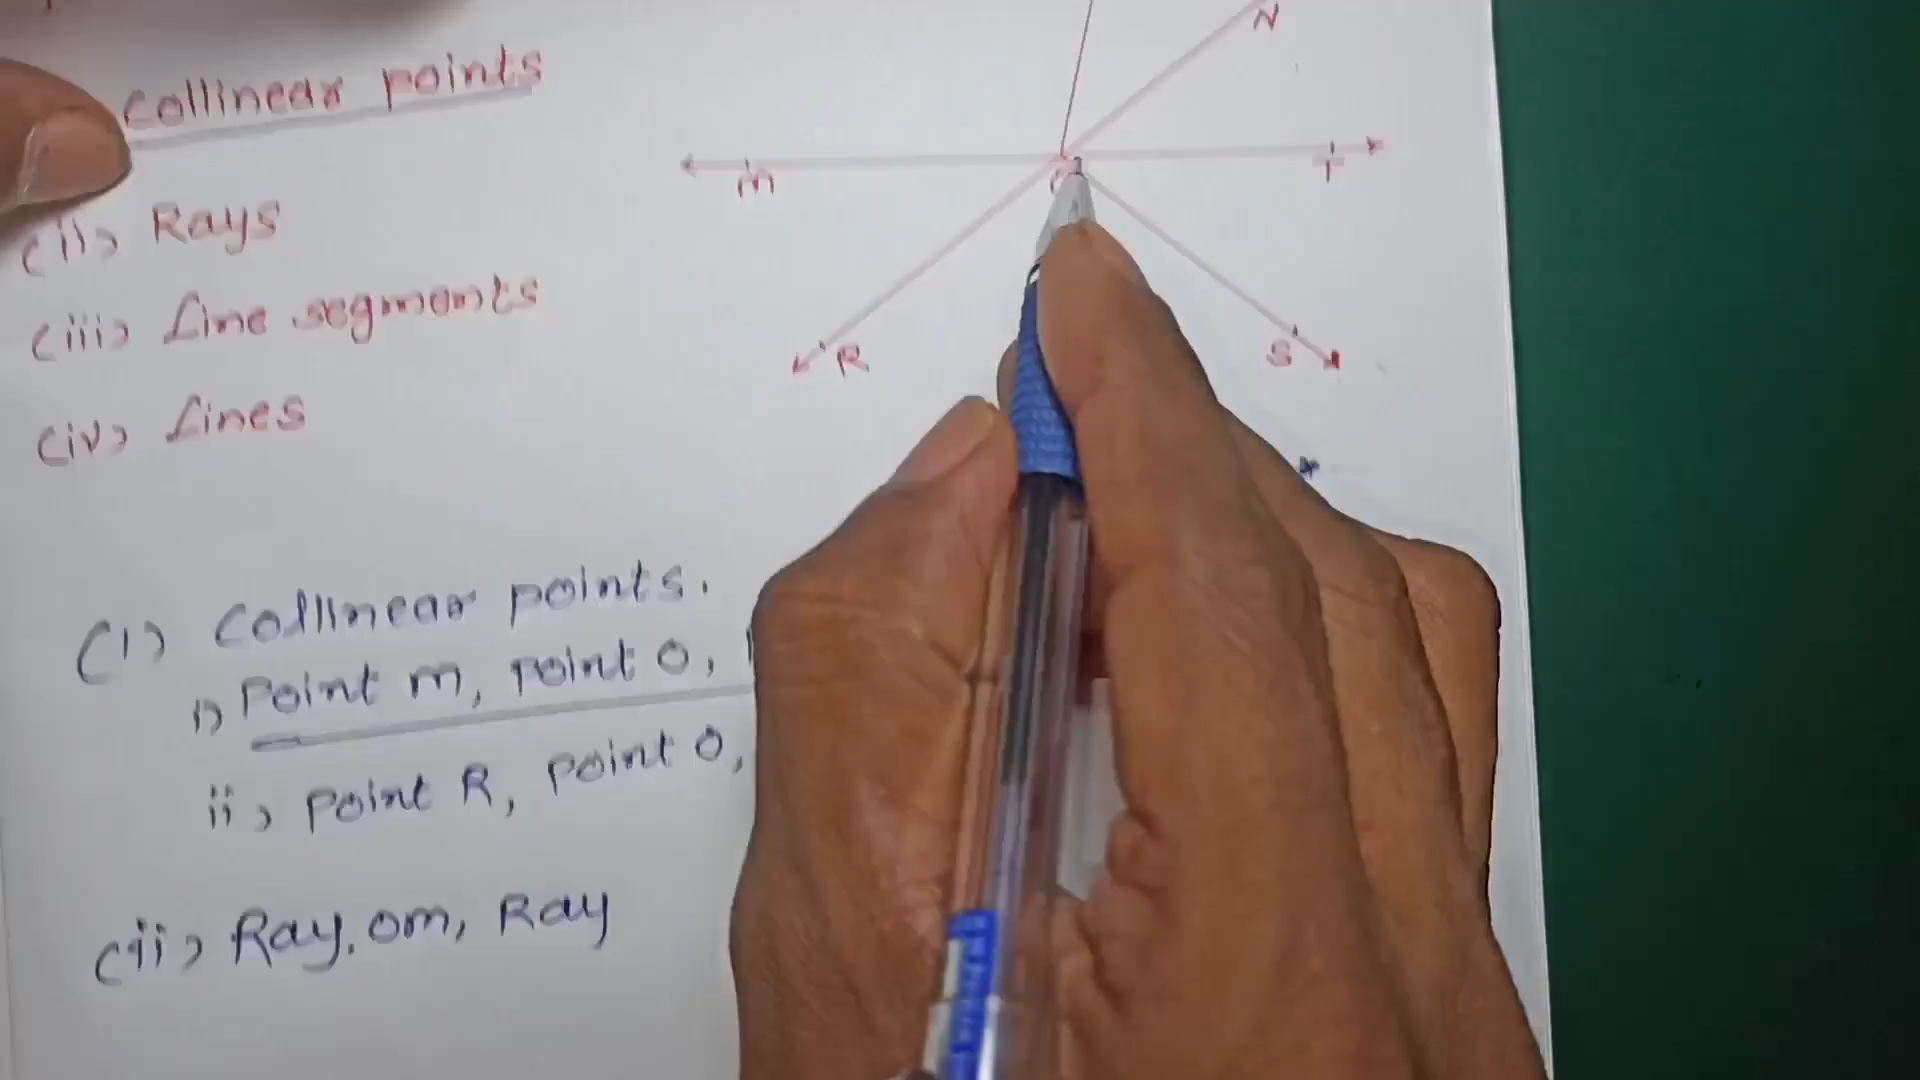 Collinear points
N
m
T
(ii) Rays
(iii) Line segments
R
S
(iv) Lines
(i) Collinear points.
i) Point m, point O,
ii) point R, point O,
(ii) Ray. om, Ray